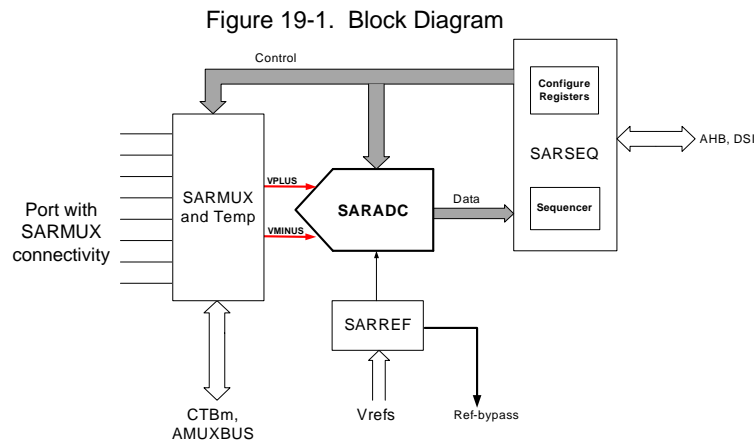 Figure 19-1. Block Diagram
Control
Configure
Registers
SARSEQ
AHB, DSI
Sequencer
Port with
SARMUX
connectivity
SARMUX
and Temp
VPLUS
VMINUS
SARADC
Data
SARREF
CTBm,
AMUXBUS
Vrefs
Ref-bypass